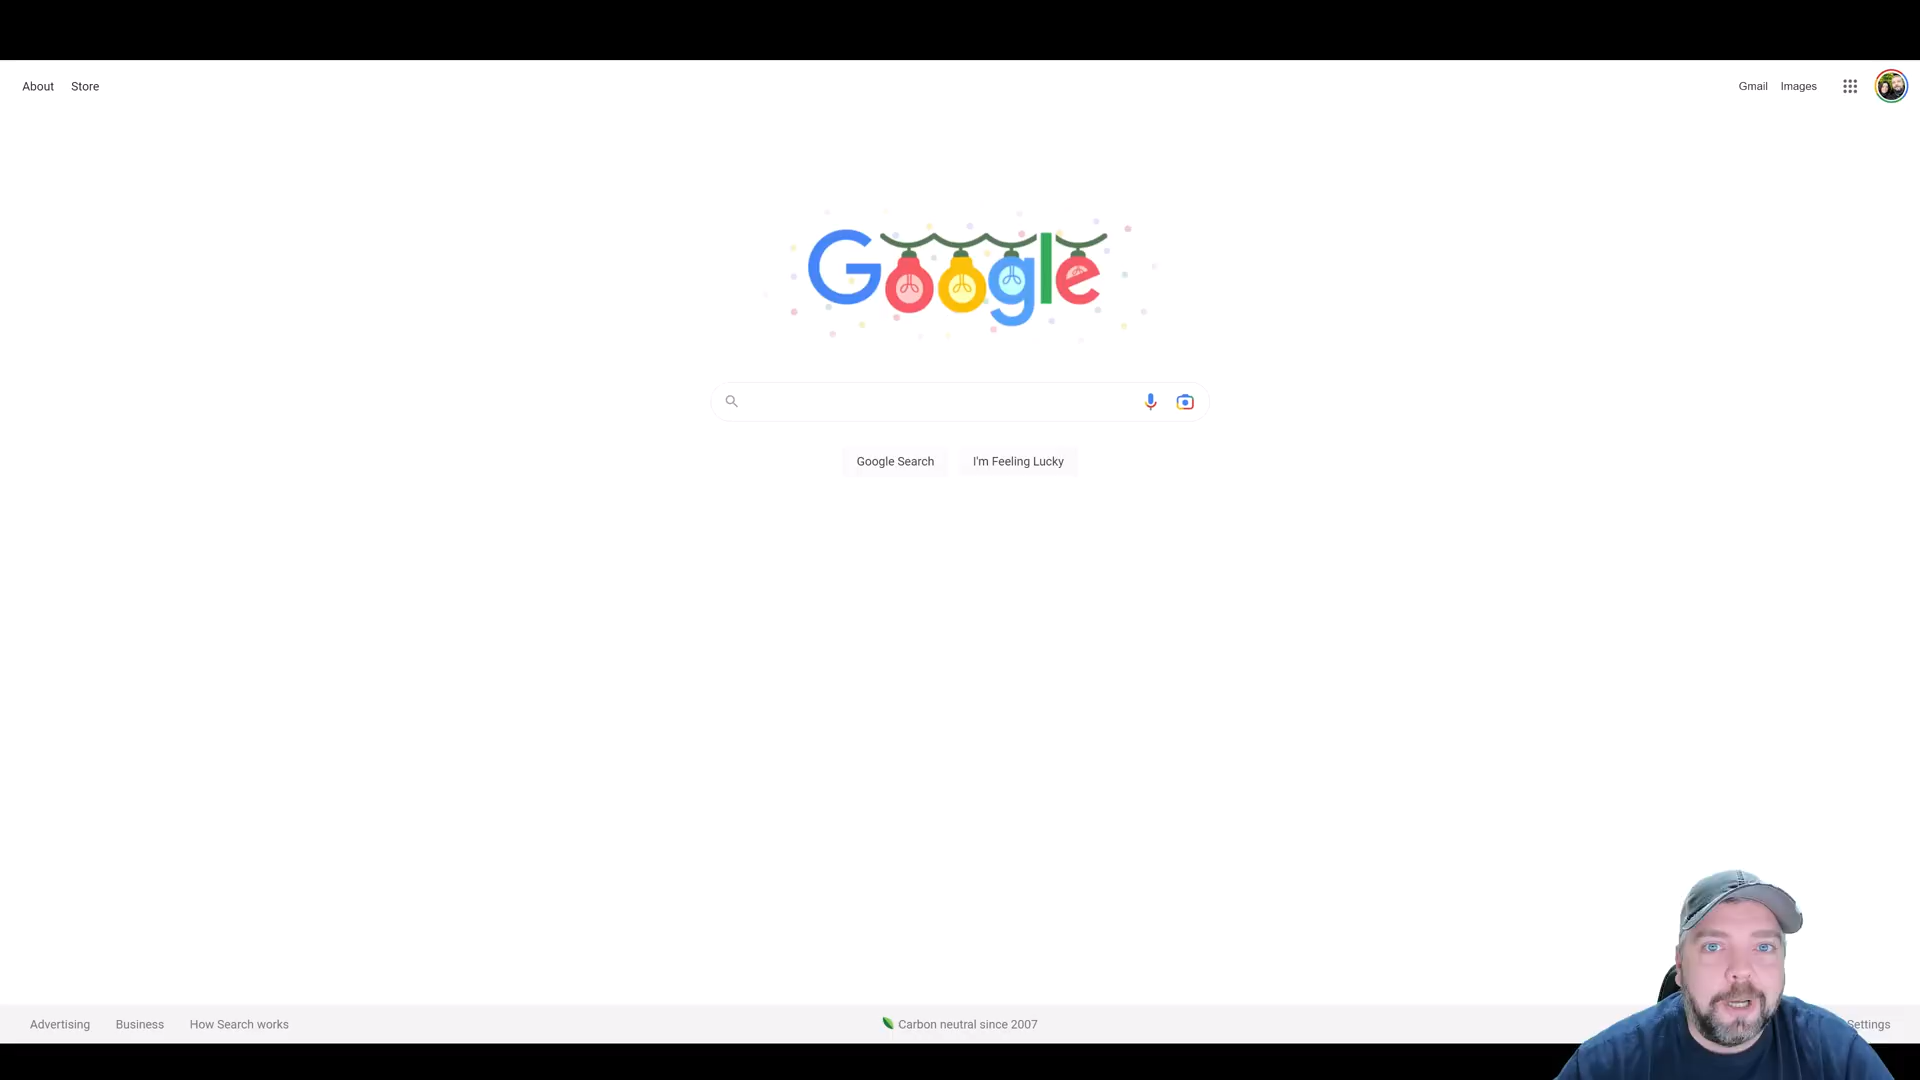 About Store
Gmail Images
Google
Google Search I'm Feeling Lucky
Advertising Business How Search works
Carbon neutral since 2007
Settings